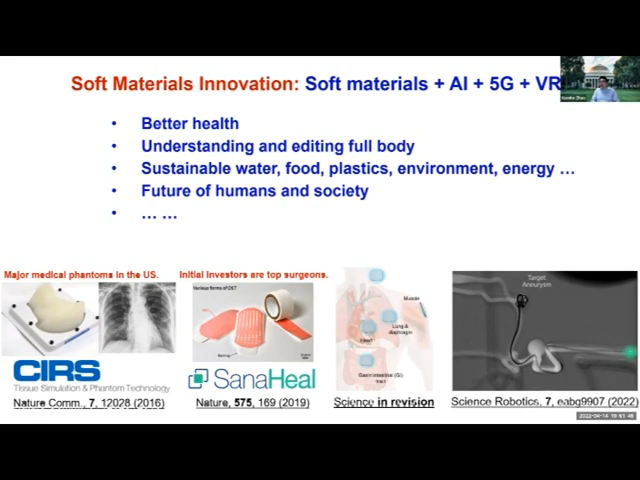 Soft Materials Innovation: Soft materials + AI + 5G + VR
• Better health
• Understanding and editing full body
• Sustainable water, food, plastics, environment, energy …
• Future of humans and society
• … …
Major medical phantoms in the US.
Initial investors are top surgeons.
Various forms of DST
Muscle
Lung & diaphragm
Heart
Gastrointestinal (GI) tract
Target
Aneurysm
CIRS
Tissue Simulation & Phantom Technology
SanaHeal
Nature Comm., 7, 12028 (2016)
Nature, 575, 169 (2019)
Science in revision
Science Robotics, 7, eabg9907 (2022)